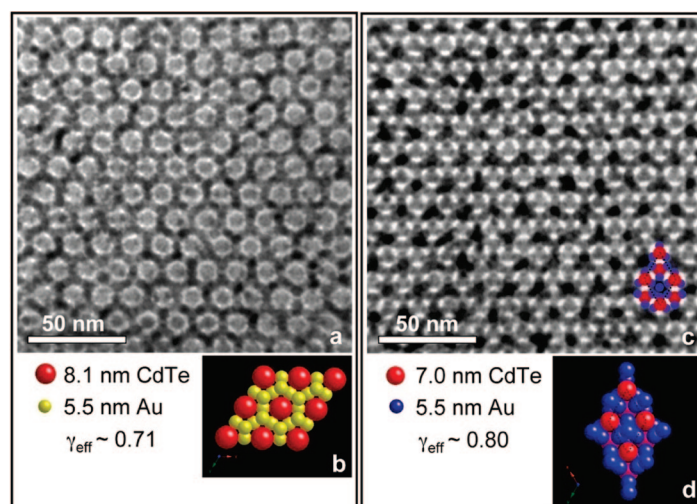 50 nm
a
8.1 nm CdTe
5.5 nm Au
γeff ~ 0.71
b
50 nm
c
7.0 nm CdTe
5.5 nm Au
γeff ~ 0.80
d